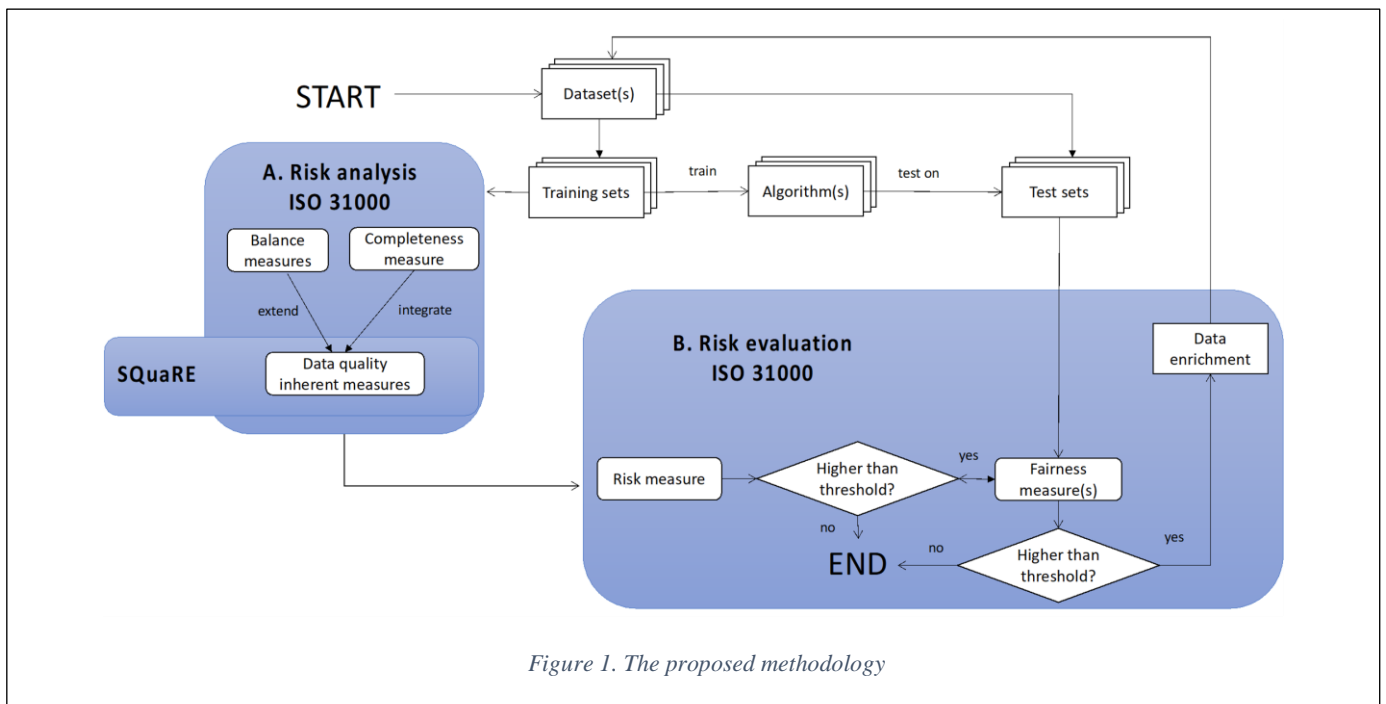 START
Dataset(s)
A. Risk analysis
ISO 31000
Training sets
train
Algorithm(s)
test on
Test sets
Balance
measures
Completeness
measure
extend
integrate
SQuaRE
Data quality
inherent measures
B. Risk evaluation
ISO 31000
Data
enrichment
Risk measure
Higher than
threshold?
yes
Fairness
measure(s)
no
END
no
Higher than
threshold?
yes
Figure 1. The proposed methodology